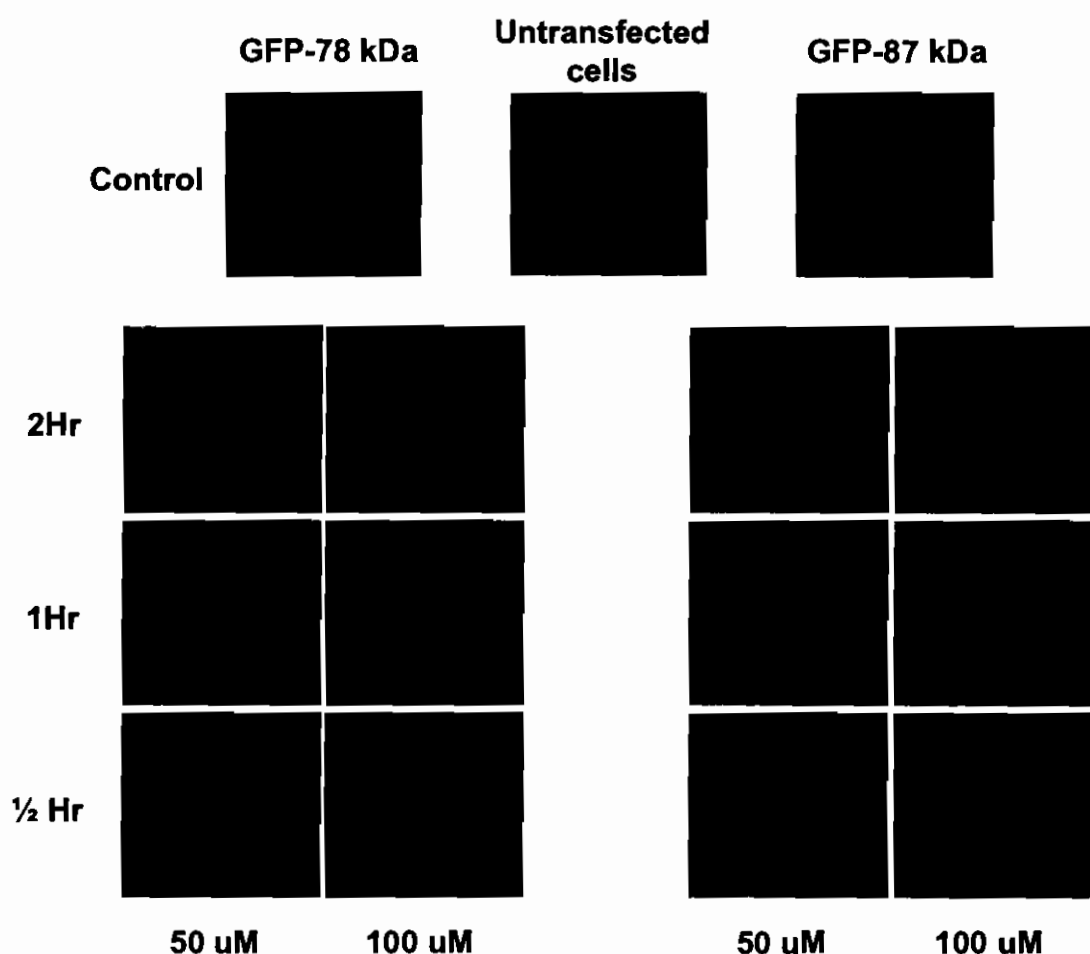 GFP-78 kDa
Untransfected
cells
GFP-87 kDa
Control
2Hr
1Hr
½ Hr
50 uM 100 uM 50 uM 100 uM